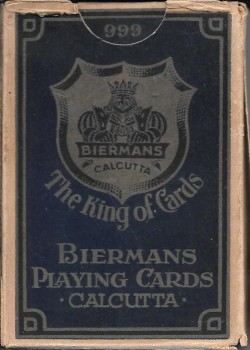 999
BIERMANS
CALCUTTA
The King of Cards
BIERMANS
PLAYING CARDS
· CALCUTTA ·